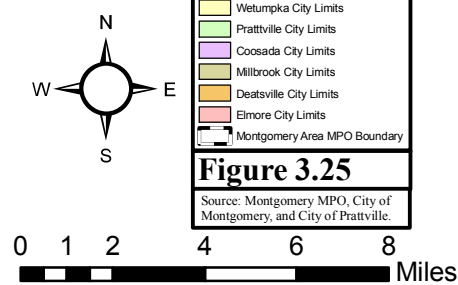 Wetumpka City Limits
Prattville City Limits
Coosada City Limits
Millbrook City Limits
Deatsville City Limits
Elmore City Limits
Montgomery Area MPO Boundary
N
W
E
S
Figure 3.25
Source: Montgomery MPO, City of
Montgomery, and City of Prattville.
0 1 2 4 6 8
Miles